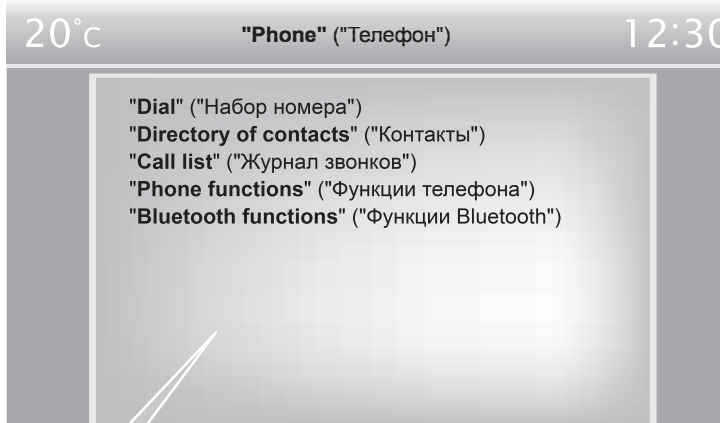 20°C "Phone" ("Телефон") 12:30
"Dial" ("Набор номера")
"Directory of contacts" ("Контакты")
"Call list" ("Журнал звонков")
"Phone functions" ("Функции телефона")
"Bluetooth functions" ("Функции Bluetooth")